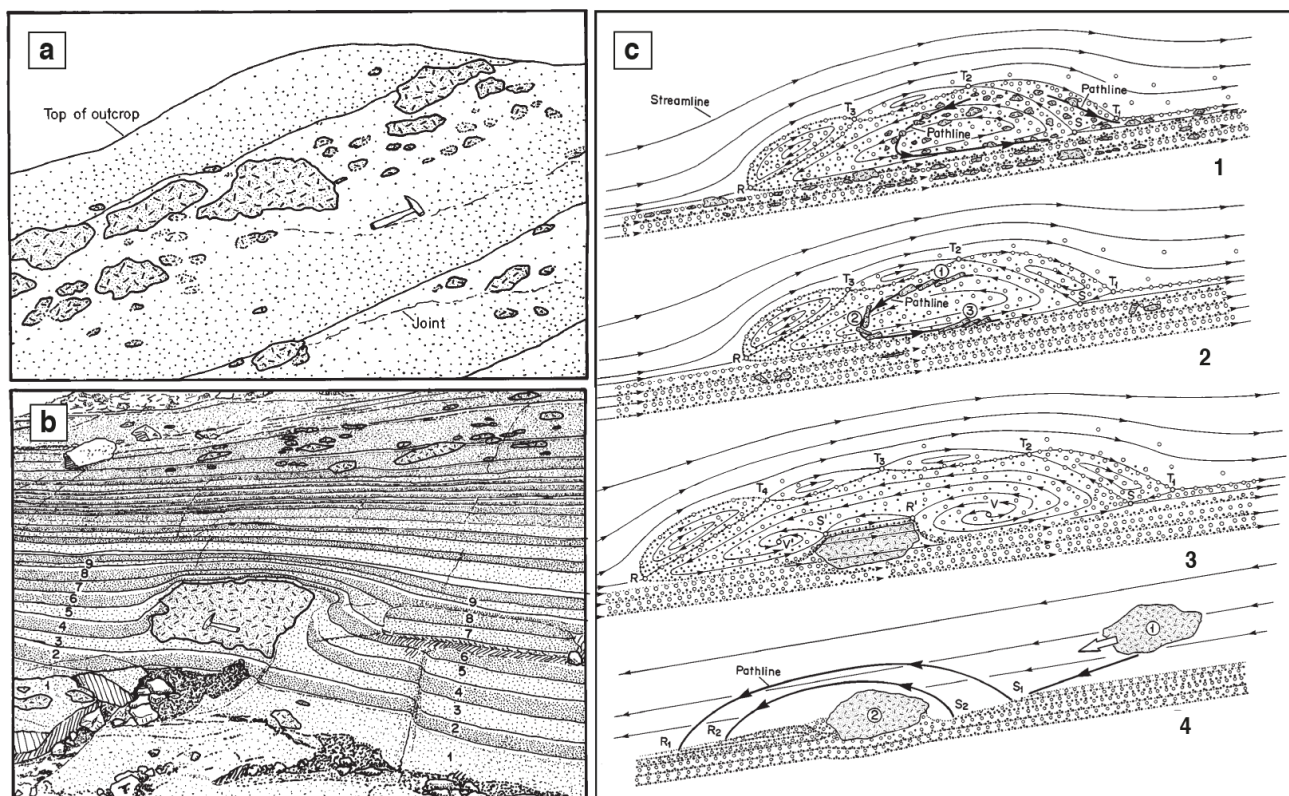 a
Top of outcrop
Joint
b
9
8
7
6
5
4
3
2
1
9
8
7
6
5
4
3
2
1
c
Streamline
T₂
Pathline
T₃
T₁
Pathline
R
1
T₂
T₃
①
T₁
Pathline
S
②
③
R
2
T₂
T₃
T₄
T₁
R'
V
S
S'
V'
R
3
①
Pathline
S₁
S₂
②
R₁
R₂
4